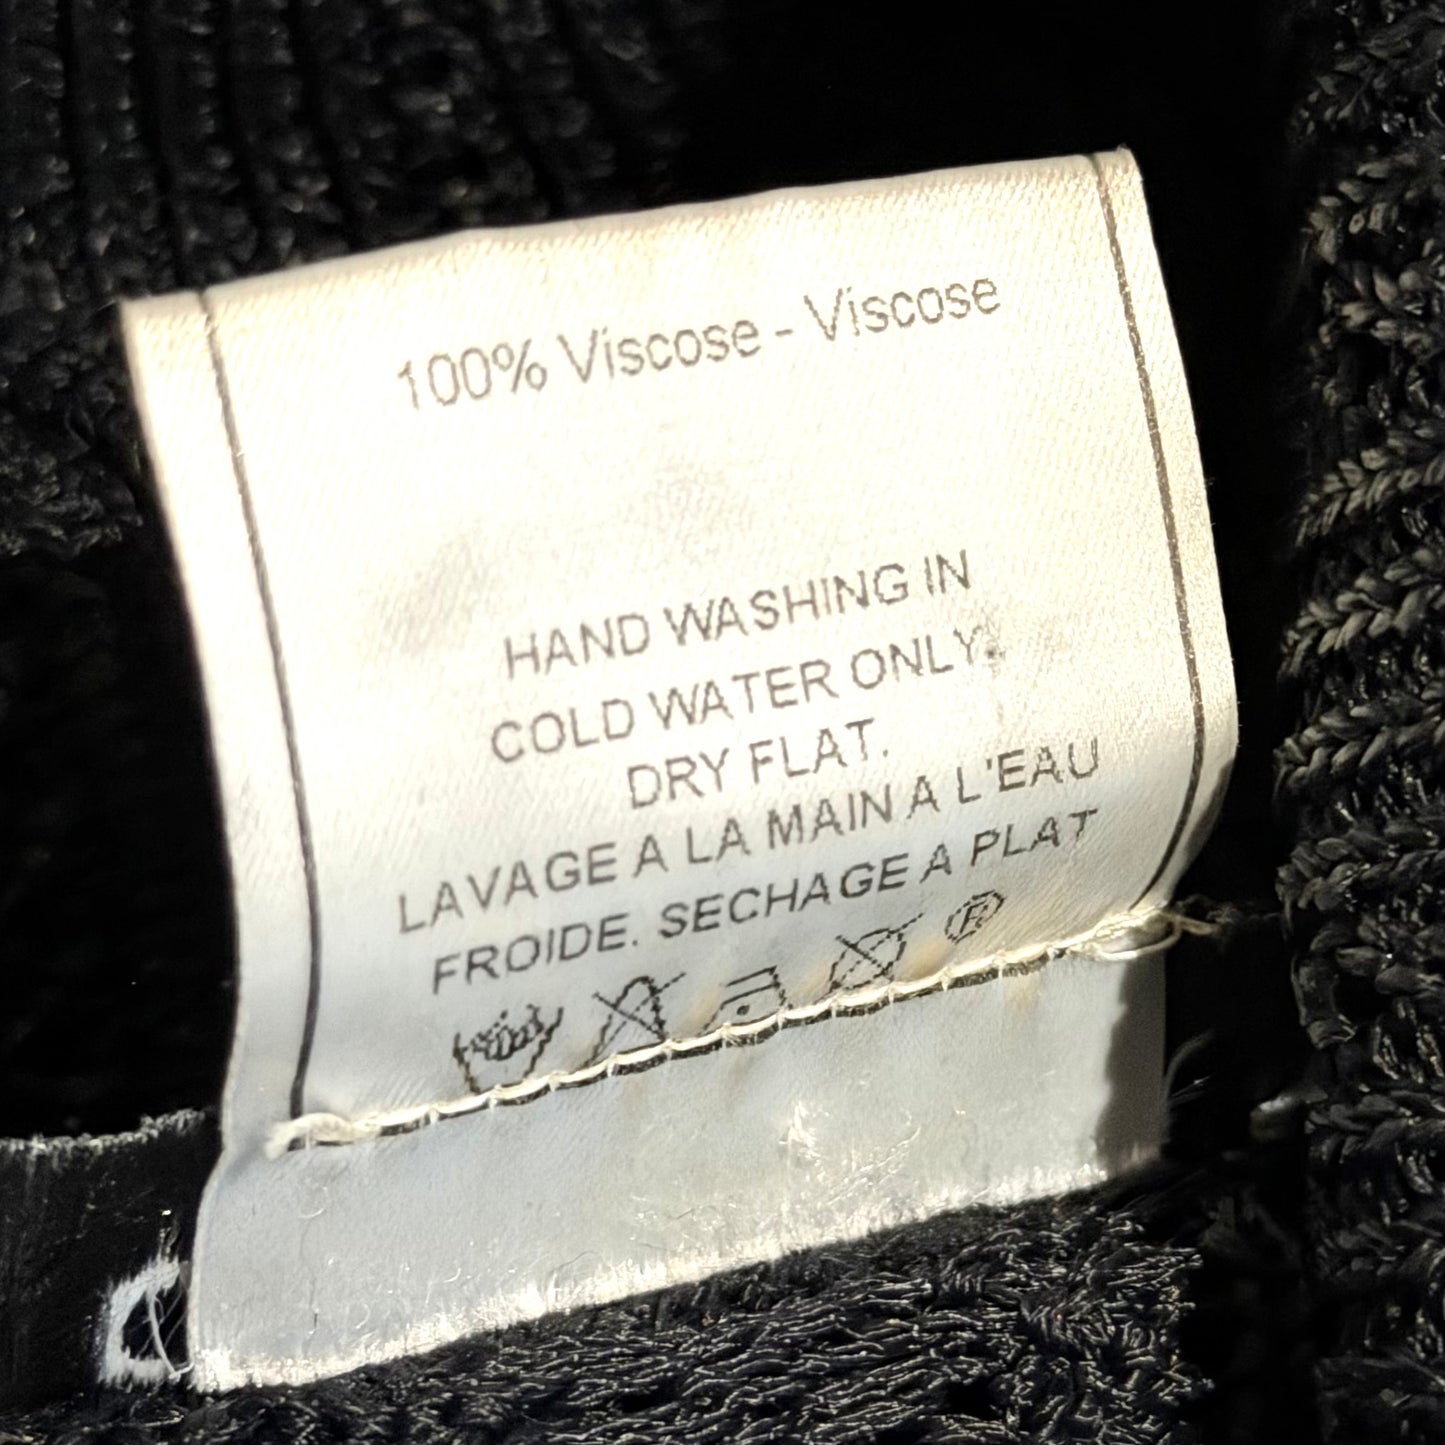 100% Viscose - Viscose
HAND WASHING IN
COLD WATER ONLY.
DRY FLAT.
LAVAGE A LA MAIN A L'EAU
FROIDE. SECHAGE A PLAT
P